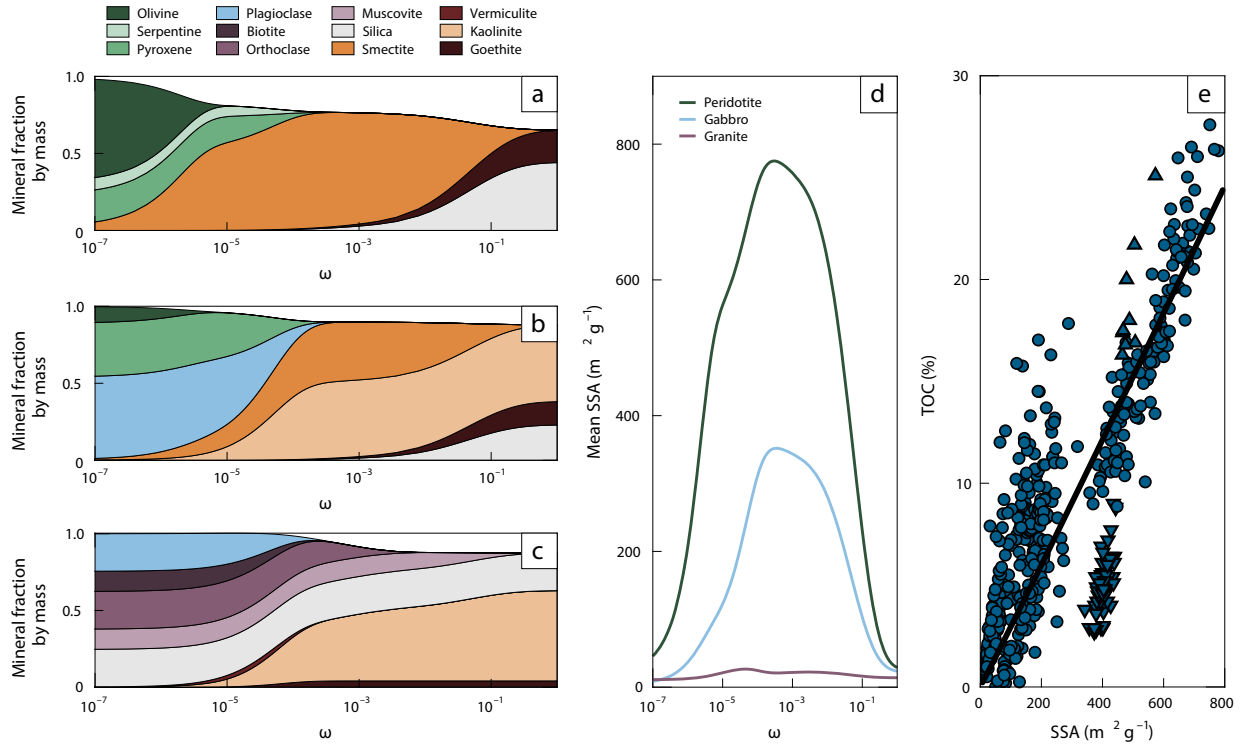 Olivine Plagioclase Muscovite Vermiculite
Serpentine Biotite Silica Kaolinite
Pyroxene Orthoclase Smectite Goethite
a
Mineral fraction
by mass
1.0
0.5
0
10⁻⁷ 10⁻⁵ 10⁻³ 10⁻¹
ω
b
Mineral fraction
by mass
1.0
0.5
0
10⁻⁷ 10⁻⁵ 10⁻³ 10⁻¹
ω
c
Mineral fraction
by mass
1.0
0.5
0
10⁻⁷ 10⁻⁵ 10⁻³ 10⁻¹
ω
d
Peridotite
Gabbro
Granite
Mean SSA (m ² g⁻¹)
800
600
400
200
0
10⁻⁷ 10⁻⁵ 10⁻³ 10⁻¹
ω
e
TOC (%)
30
20
10
0
0 200 400 600 800
SSA (m ² g⁻¹)